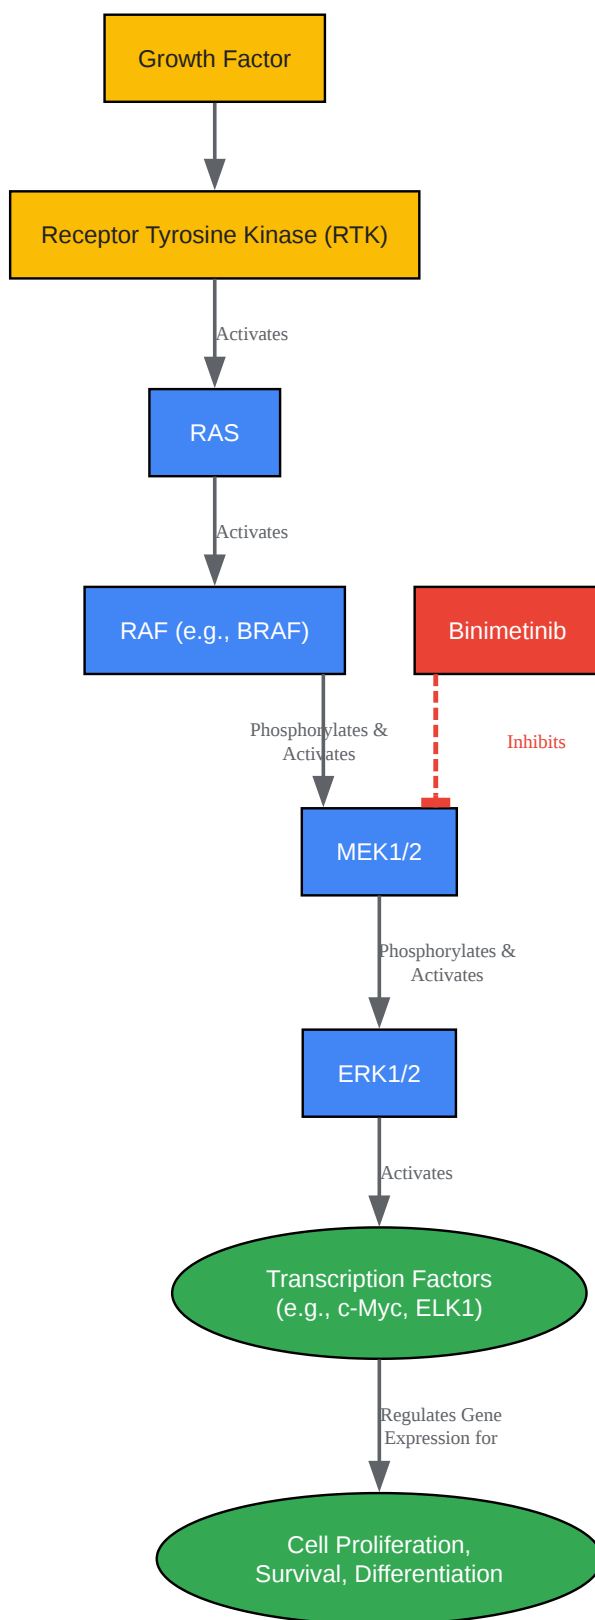 Growth Factor
Receptor Tyrosine Kinase (RTK)
Activates
RAS
Activates
RAF (e.g., BRAF)
Binimetinib
Phosphorylates &
Activates
Inhibits
MEK1/2
Phosphorylates &
Activates
ERK1/2
Activates
Transcription Factors
(e.g., c-Myc, ELK1)
Regulates Gene
Expression for
Cell Proliferation,
Survival, Differentiation